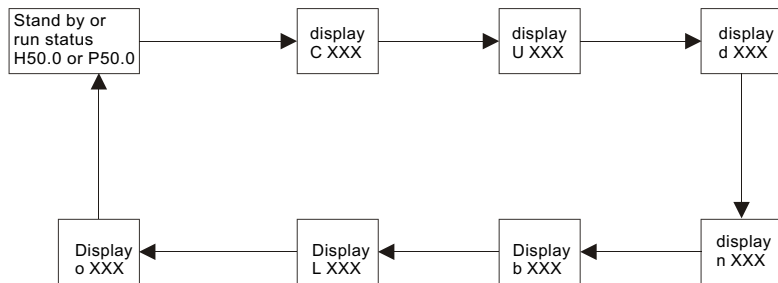 Stand by or
run status
H50.0 or P50.0
display
C XXX
display
U XXX
display
d XXX
display
n XXX
Display
b XXX
Display
L XXX
Display
o XXX